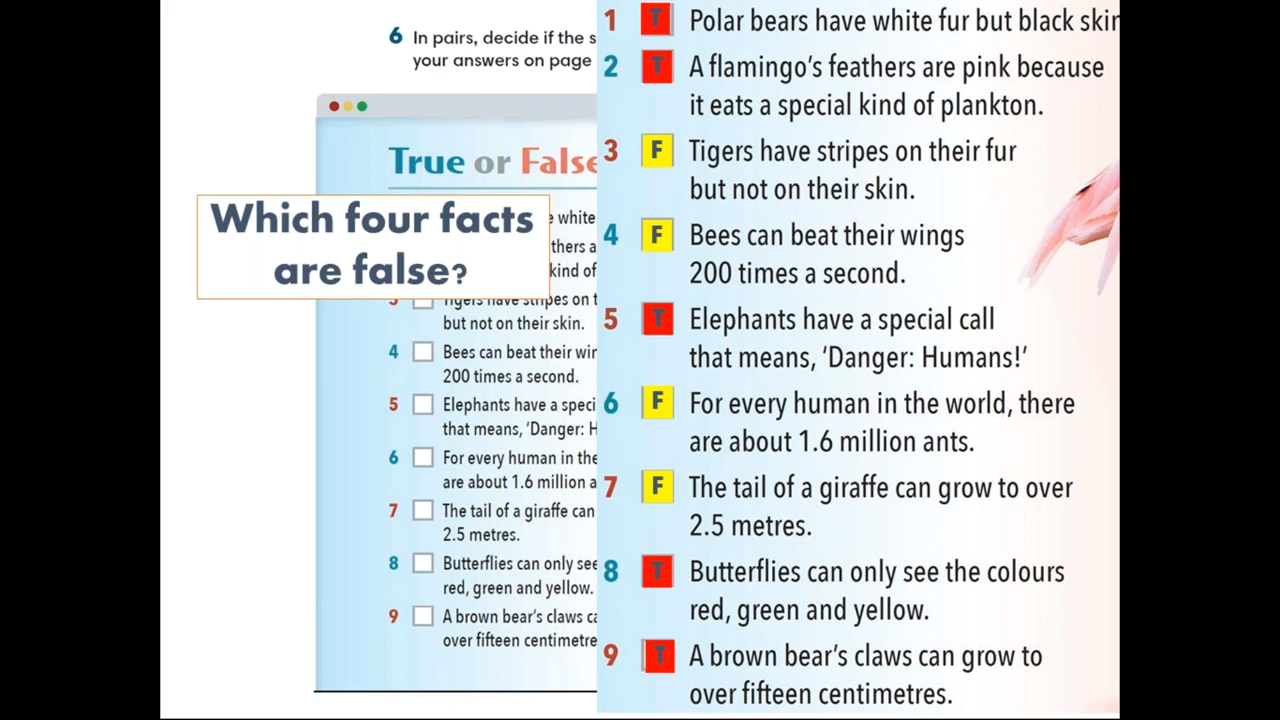 6 In pairs, decide if the s
your answers on page
True or False
Which four facts
are false?
e white
thers a
kind of
3 Tigers have stripes on t
but not on their skin.
4 Bees can beat their wir
200 times a second.
5 Elephants have a speci
that means, 'Danger: H
6 For every human in the
are about 1.6 million a
7 The tail of a giraffe can
2.5 metres.
8 Butterflies can only see
red, green and yellow.
9 A brown bear's claws ca
over fifteen centimetre
1 T Polar bears have white fur but black skin
2 T A flamingo's feathers are pink because
it eats a special kind of plankton.
3 F Tigers have stripes on their fur
but not on their skin.
4 F Bees can beat their wings
200 times a second.
5 T Elephants have a special call
that means, 'Danger: Humans!'
6 F For every human in the world, there
are about 1.6 million ants.
7 F The tail of a giraffe can grow to over
2.5 metres.
8 T Butterflies can only see the colours
red, green and yellow.
9 T A brown bear's claws can grow to
over fifteen centimetres.